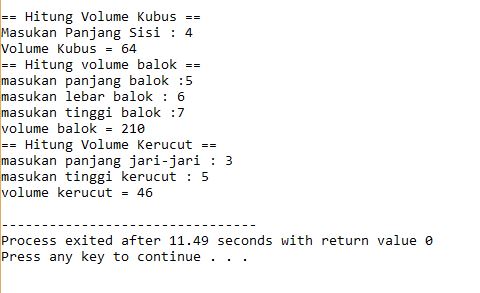 == Hitung Volume Kubus ==
Masukan Panjang Sisi : 4
Volume Kubus = 64
== Hitung volume balok ==
masukan panjang balok :5
masukan lebar balok : 6
masukan tinggi balok :7
volume balok = 210
== Hitung Volume Kerucut ==
masukan panjang jari-jari : 3
masukan tinggi kerucut : 5
volume kerucut = 46
--------------------------------
Process exited after 11.49 seconds with return value 0
Press any key to continue . . .